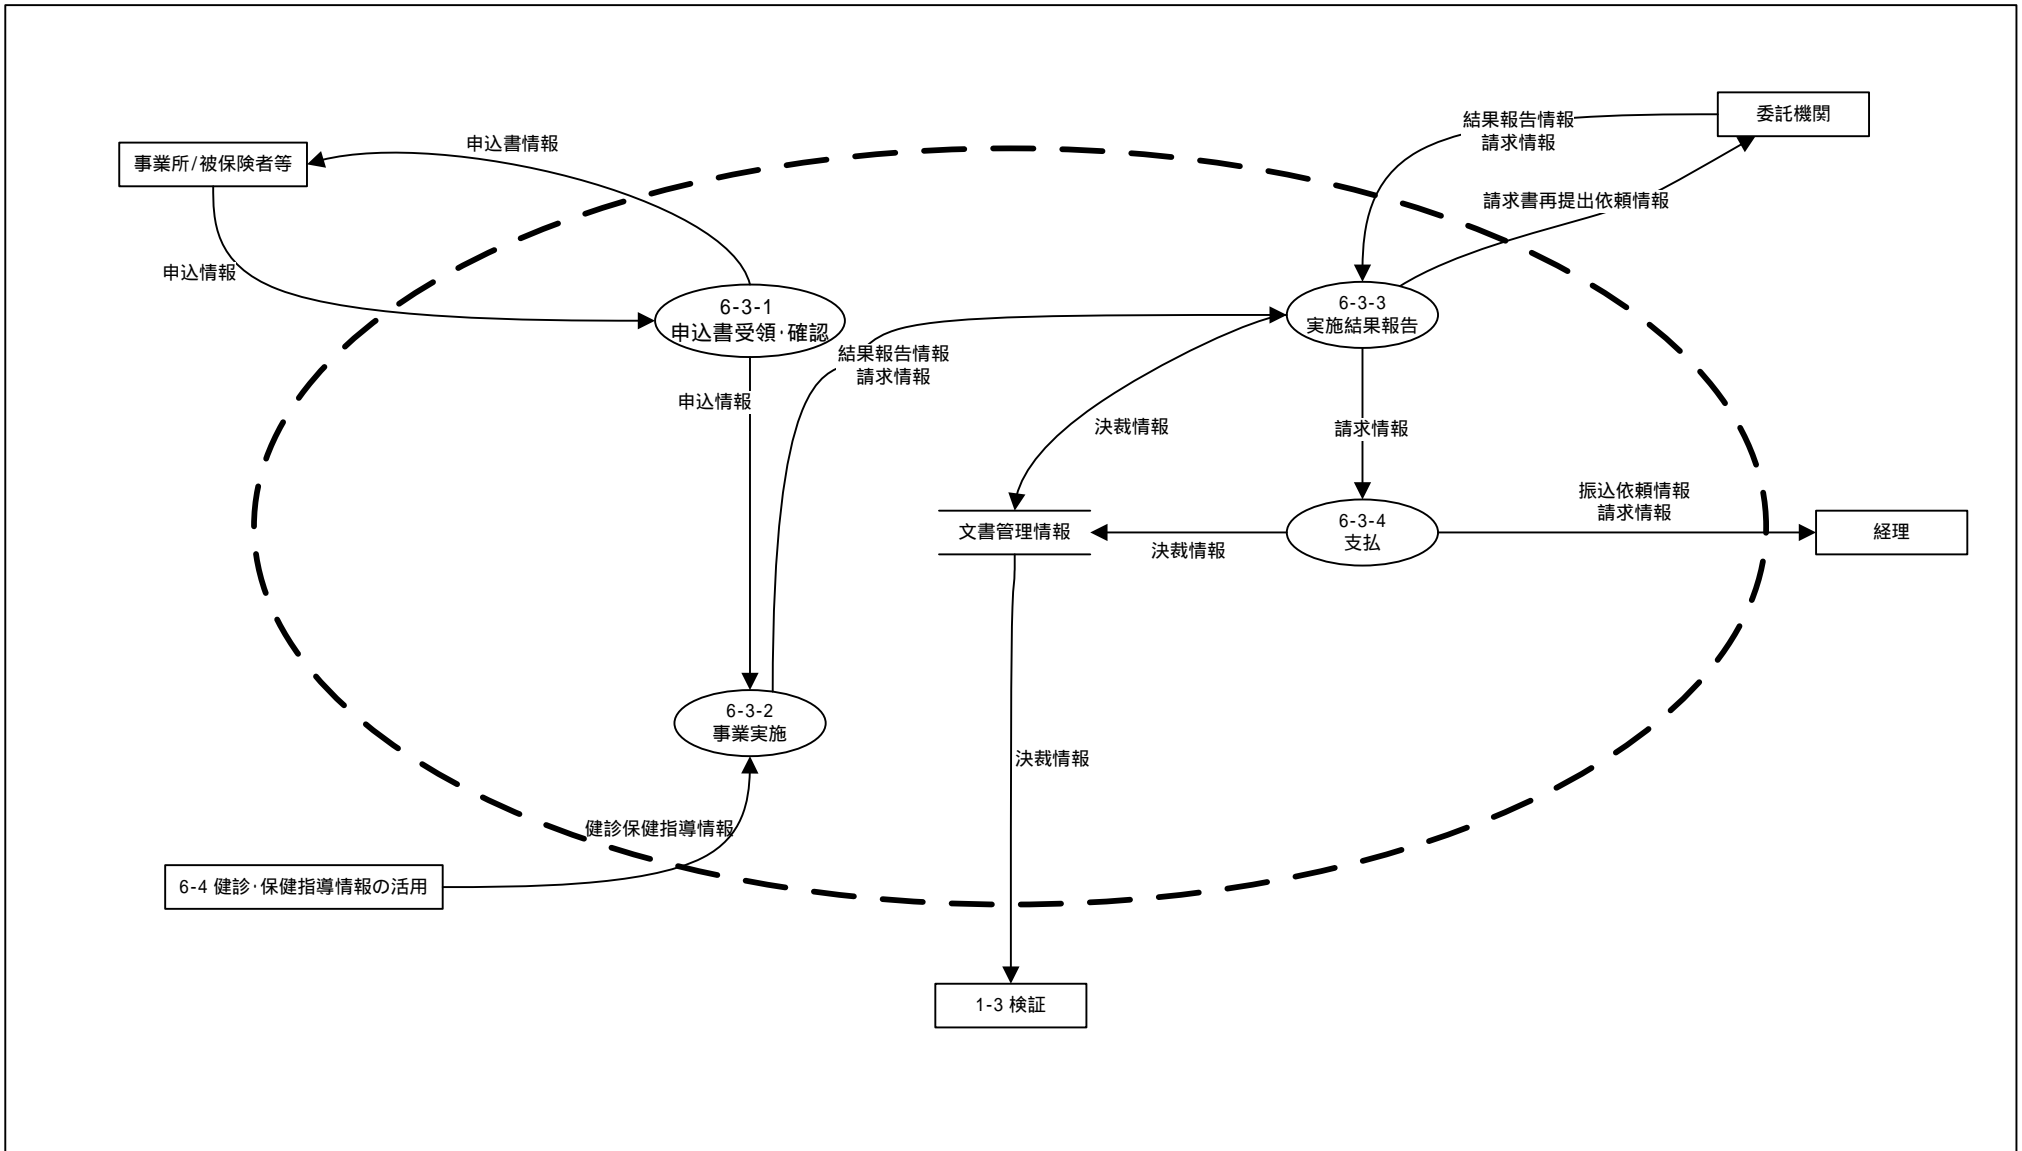 委託機関
結果報告情報
請求情報
申込書情報
事業所/被保険者等
請求書再提出依頼情報
申込情報
6-3-1
申込書受領・確認
6-3-3
実施結果報告
結果報告情報
請求情報
申込情報
決裁情報
請求情報
振込依頼情報
請求情報
文書管理情報
6-3-4
支払
経理
決裁情報
6-3-2
事業実施
決裁情報
健診保健指導情報
6-4 健診・保健指導情報の活用
1-3 検証